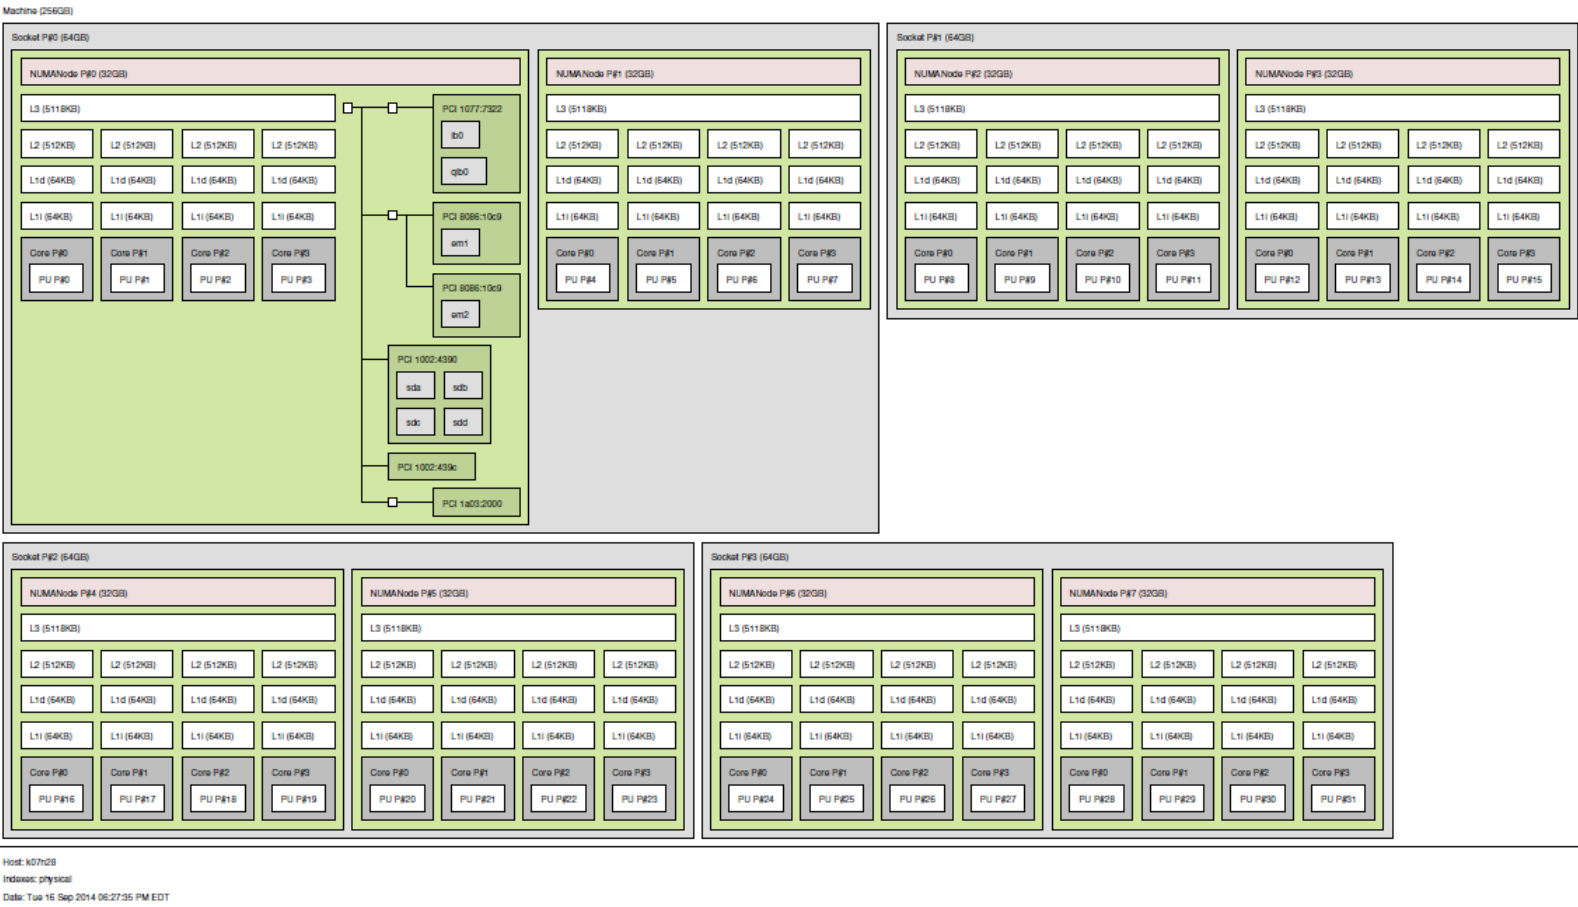 Machine (256GB)
Socket P#0 (64GB)
NUMANode P#0 (32GB)
L3 (5118KB)
L2 (512KB) L2 (512KB) L2 (512KB) L2 (512KB)
L1d (64KB) L1d (64KB) L1d (64KB) L1d (64KB)
L1i (64KB) L1i (64KB) L1i (64KB) L1i (64KB)
Core P#0 Core P#1 Core P#2 Core P#3
PU P#0 PU P#1 PU P#2 PU P#3
PCI 1077:7322
ib0
qib0
PCI 8086:10c9
em1
PCI 8086:10c9
em2
PCI 1002:4390
sda sdb
sdc sdd
PCI 1002:439c
PCI 1a03:2000
NUMANode P#1 (32GB)
L3 (5118KB)
L2 (512KB) L2 (512KB) L2 (512KB) L2 (512KB)
L1d (64KB) L1d (64KB) L1d (64KB) L1d (64KB)
L1i (64KB) L1i (64KB) L1i (64KB) L1i (64KB)
Core P#0 Core P#1 Core P#2 Core P#3
PU P#4 PU P#5 PU P#6 PU P#7
Socket P#1 (64GB)
NUMANode P#2 (32GB)
L3 (5118KB)
L2 (512KB) L2 (512KB) L2 (512KB) L2 (512KB)
L1d (64KB) L1d (64KB) L1d (64KB) L1d (64KB)
L1i (64KB) L1i (64KB) L1i (64KB) L1i (64KB)
Core P#0 Core P#1 Core P#2 Core P#3
PU P#8 PU P#9 PU P#10 PU P#11
NUMANode P#3 (32GB)
L3 (5118KB)
L2 (512KB) L2 (512KB) L2 (512KB) L2 (512KB)
L1d (64KB) L1d (64KB) L1d (64KB) L1d (64KB)
L1i (64KB) L1i (64KB) L1i (64KB) L1i (64KB)
Core P#0 Core P#1 Core P#2 Core P#3
PU P#12 PU P#13 PU P#14 PU P#15
Socket P#2 (64GB)
NUMANode P#4 (32GB)
L3 (5118KB)
L2 (512KB) L2 (512KB) L2 (512KB) L2 (512KB)
L1d (64KB) L1d (64KB) L1d (64KB) L1d (64KB)
L1i (64KB) L1i (64KB) L1i (64KB) L1i (64KB)
Core P#0 Core P#1 Core P#2 Core P#3
PU P#16 PU P#17 PU P#18 PU P#19
NUMANode P#5 (32GB)
L3 (5118KB)
L2 (512KB) L2 (512KB) L2 (512KB) L2 (512KB)
L1d (64KB) L1d (64KB) L1d (64KB) L1d (64KB)
L1i (64KB) L1i (64KB) L1i (64KB) L1i (64KB)
Core P#0 Core P#1 Core P#2 Core P#3
PU P#20 PU P#21 PU P#22 PU P#23
Socket P#3 (64GB)
NUMANode P#6 (32GB)
L3 (5118KB)
L2 (512KB) L2 (512KB) L2 (512KB) L2 (512KB)
L1d (64KB) L1d (64KB) L1d (64KB) L1d (64KB)
L1i (64KB) L1i (64KB) L1i (64KB) L1i (64KB)
Core P#0 Core P#1 Core P#2 Core P#3
PU P#24 PU P#25 PU P#26 PU P#27
NUMANode P#7 (32GB)
L3 (5118KB)
L2 (512KB) L2 (512KB) L2 (512KB) L2 (512KB)
L1d (64KB) L1d (64KB) L1d (64KB) L1d (64KB)
L1i (64KB) L1i (64KB) L1i (64KB) L1i (64KB)
Core P#0 Core P#1 Core P#2 Core P#3
PU P#28 PU P#29 PU P#30 PU P#31
Host: k07n28
Indexes: physical
Date: Tue 16 Sep 2014 06:27:35 PM EDT